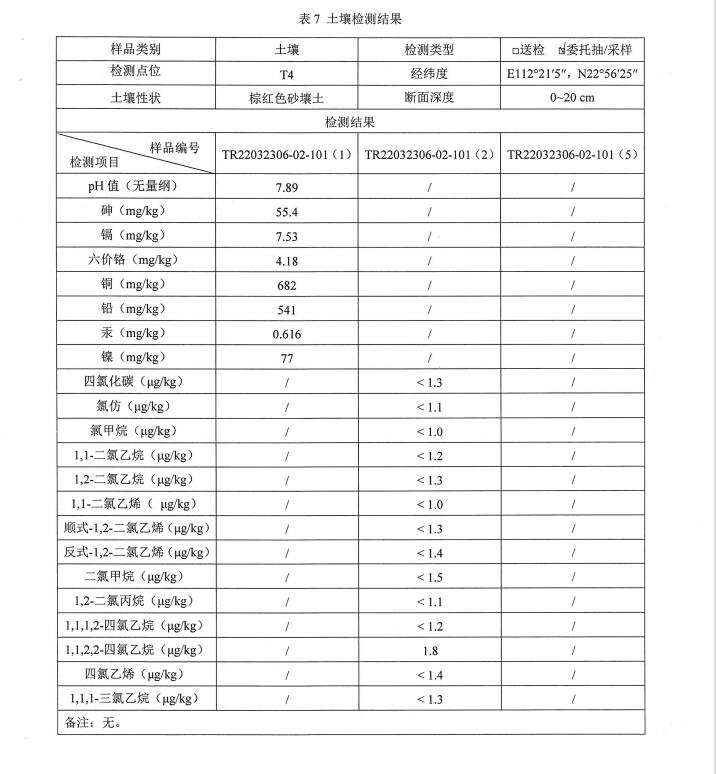 表 7 土壤检测结果
样品类别 土壤 检测类型 □送检 ☑委托抽/采样
检测点位 T4 经纬度 E112°21′5″，N22°56′25″
土壤性状 棕红色砂壤土 断面深度 0~20 cm
检测结果
样品编号 检测项目 TR22032306-02-101（1） TR22032306-02-101（2） TR22032306-02-101（5）
pH 值（无量纲） 7.89 / /
砷（mg/kg） 55.4 / /
镉（mg/kg） 7.53 / /
六价铬（mg/kg） 4.18 / /
铜（mg/kg） 682 / /
铅（mg/kg） 541 / /
汞（mg/kg） 0.616 / /
镍（mg/kg） 77 / /
四氯化碳（μg/kg） / < 1.3 /
氯仿（μg/kg） / < 1.1 /
氯甲烷（μg/kg） / < 1.0 /
1,1-二氯乙烷（μg/kg） / < 1.2 /
1,2-二氯乙烷（μg/kg） / < 1.3 /
1,1-二氯乙烯（ μg/kg） / < 1.0 /
顺式-1,2-二氯乙烯（μg/kg） / < 1.3 /
反式-1,2-二氯乙烯（μg/kg） / < 1.4 /
二氯甲烷（μg/kg） / < 1.5 /
1,2-二氯丙烷（μg/kg） / < 1.1 /
1,1,1,2-四氯乙烷（μg/kg） / < 1.2 /
1,1,2,2-四氯乙烷（μg/kg） / 1.8 /
四氯乙烯（μg/kg） / < 1.4 /
1,1,1-三氯乙烷（μg/kg） / < 1.3 /
备注：无。